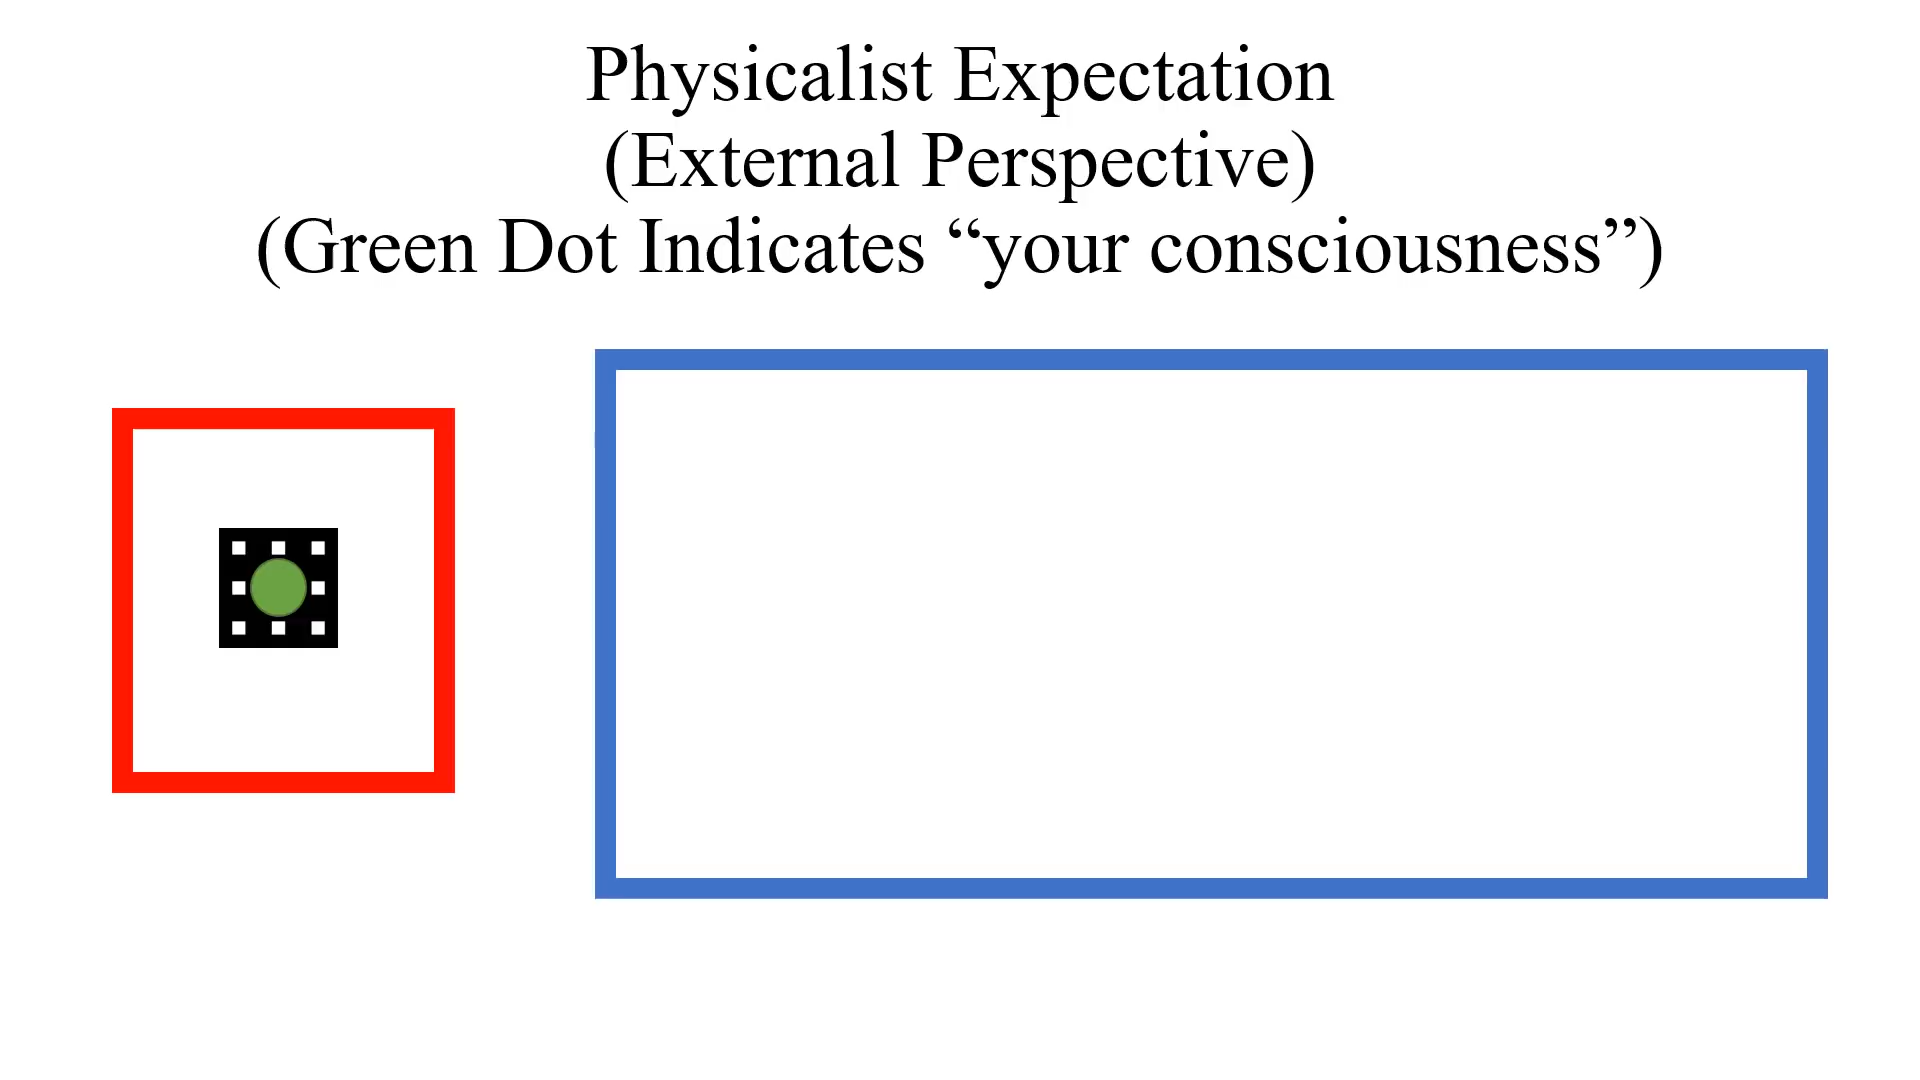 Physicalist Expectation
(External Perspective)
(Green Dot Indicates “your consciousness”)